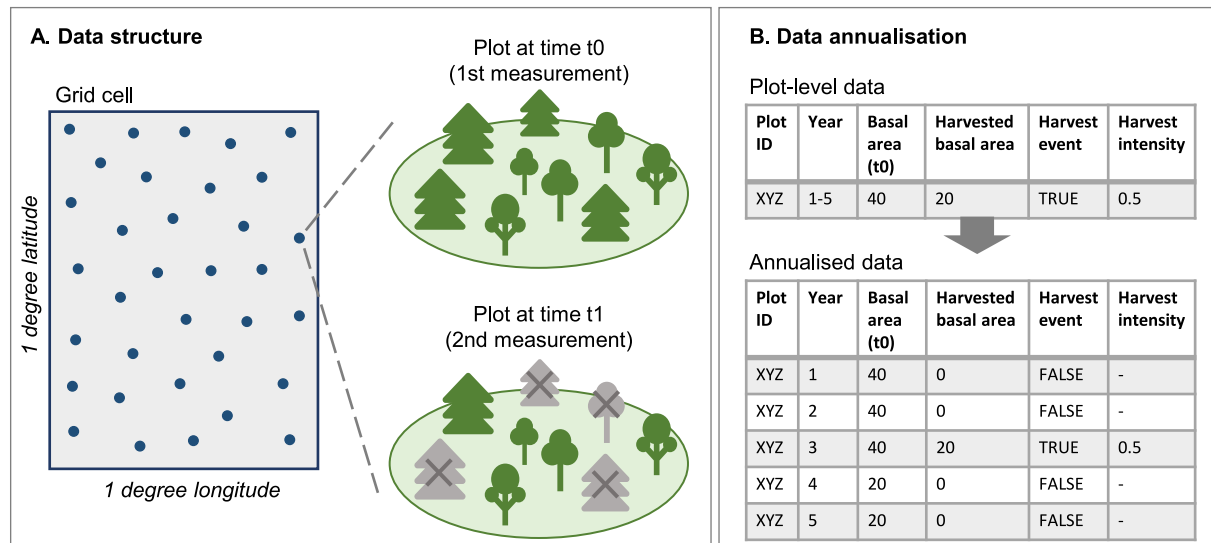 A. Data structure
Grid cell
1 degree latitude
1 degree longitude
Plot at time t0
(1st measurement)
Plot at time t1
(2nd measurement)
B. Data annualisation
Plot-level data
Plot ID Year Basal area (t0) Harvested basal area Harvest event Harvest intensity
XYZ 1-5 40 20 TRUE 0.5
Annualised data
Plot ID Year Basal area (t0) Harvested basal area Harvest event Harvest intensity
XYZ 1 40 0 FALSE -
XYZ 2 40 0 FALSE -
XYZ 3 40 20 TRUE 0.5
XYZ 4 20 0 FALSE -
XYZ 5 20 0 FALSE -